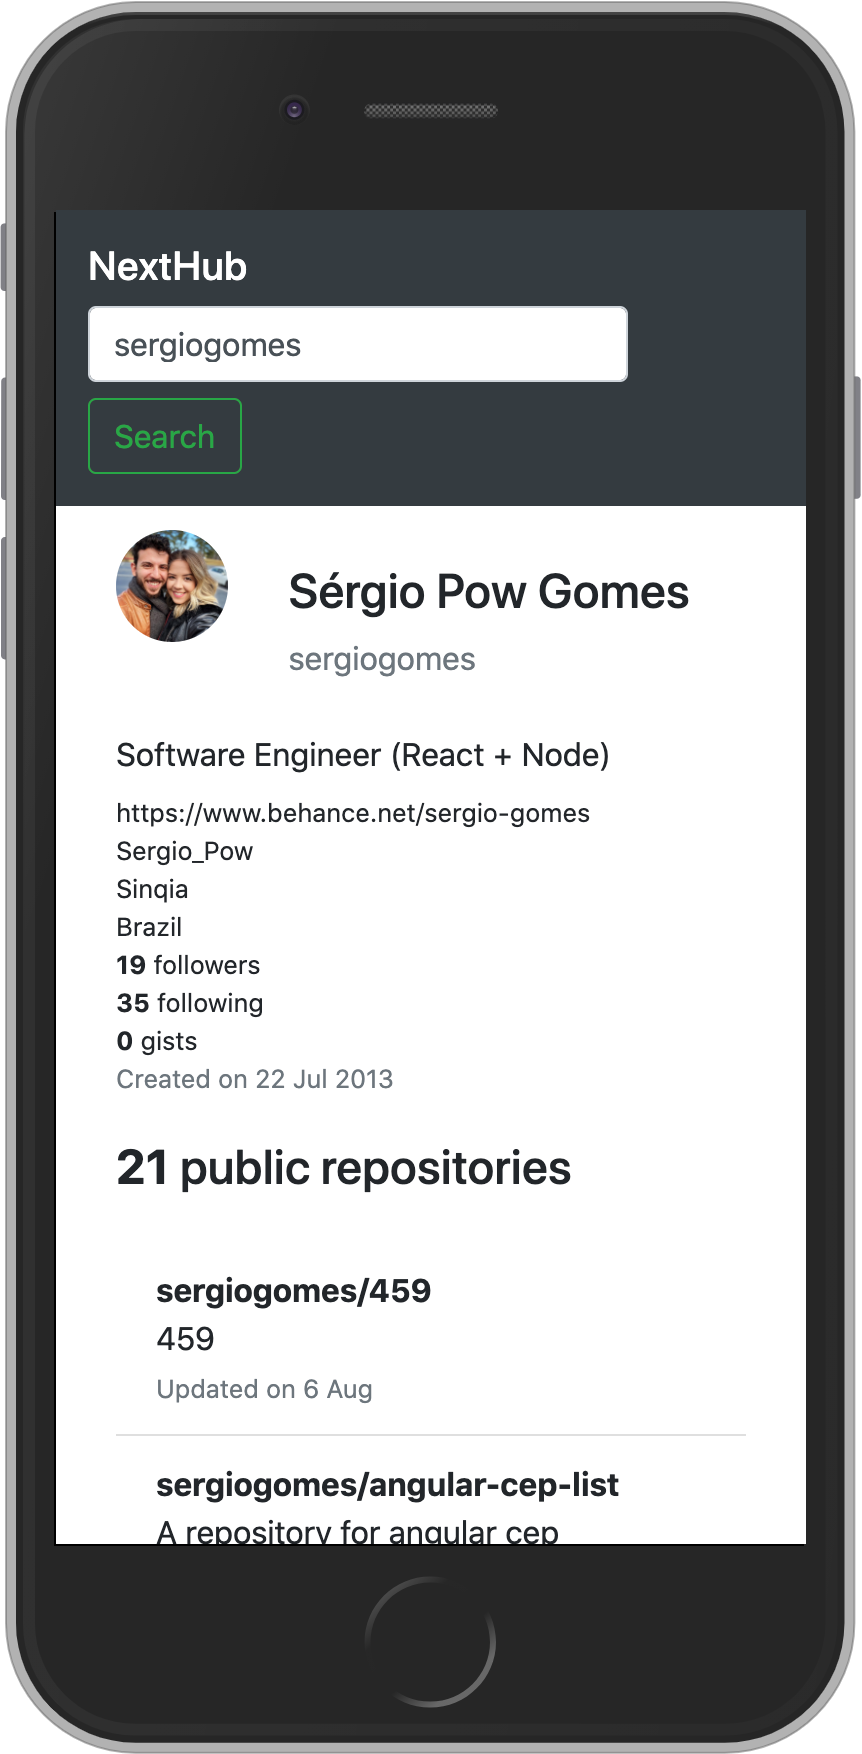 NextHub
sergiogomes
Search
Sérgio Pow Gomes
sergiogomes
Software Engineer (React + Node)
https://www.behance.net/sergio-gomes
Sergio_Pow
Sinqia
Brazil
19 followers
35 following
0 gists
Created on 22 Jul 2013
21 public repositories
sergiogomes/459
459
Updated on 6 Aug
sergiogomes/angular-cep-list
A repository for angular cep